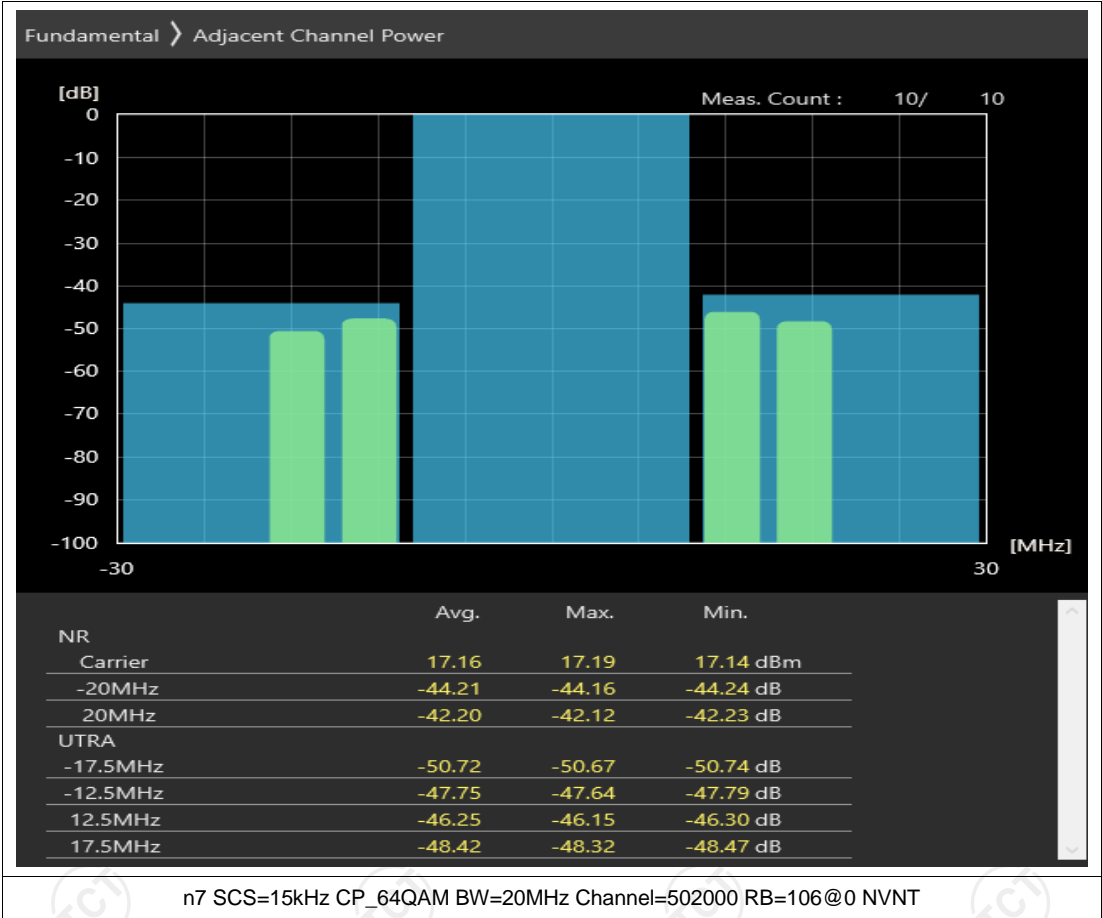 Fundamental 〉 Adjacent Channel Power
[dB]
Meas. Count : 10/ 10
0
-10
-20
-30
-40
-50
-60
-70
-80
-90
-100
[MHz]
-30 30
Avg. Max. Min.
NR
Carrier 17.16 17.19 17.14 dBm
-20MHz -44.21 -44.16 -44.24 dB
20MHz -42.20 -42.12 -42.23 dB
UTRA
-17.5MHz -50.72 -50.67 -50.74 dB
-12.5MHz -47.75 -47.64 -47.79 dB
12.5MHz -46.25 -46.15 -46.30 dB
17.5MHz -48.42 -48.32 -48.47 dB
n7 SCS=15kHz CP_64QAM BW=20MHz Channel=502000 RB=106@0 NVNT
TCT TCT TCT TCT